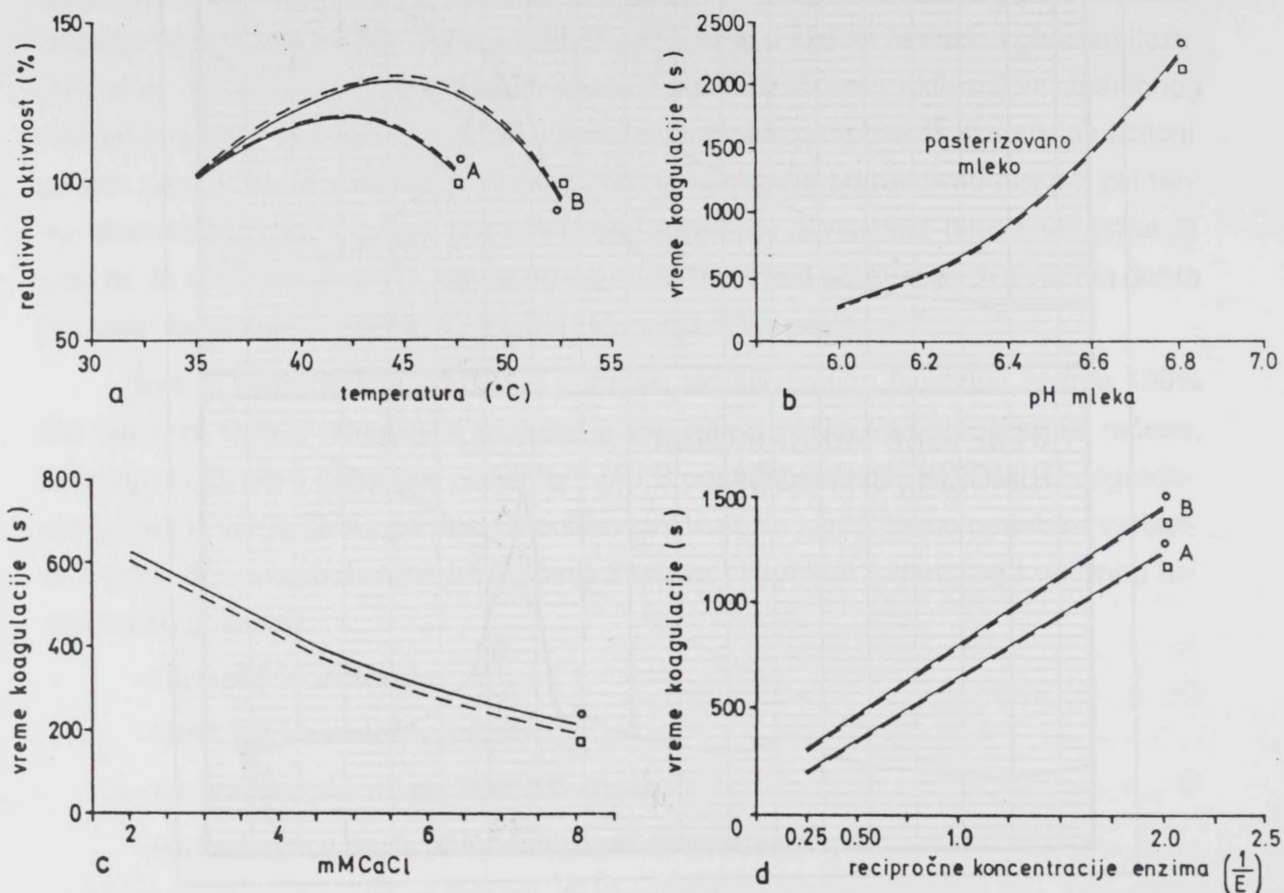 relativna aktivnost (%)
150
100
50
30
35
40
45
50
55
A
B
a
temperatura (°C)
vreme koagulacije (s)
2500
2000
1500
1000
500
0
pasterizovano
mleko
6.0
6.2
6.4
6.6
6.8
7.0
b
pH mleka
vreme koagulacije (s)
800
600
400
200
0
2
4
6
8
c
mMCaCl
vreme koagulacije (s)
1500
1000
500
0
B
A
0.25
0.50
1.0
2.0
2.5
d
recipročne koncentracije enzima (1/E)